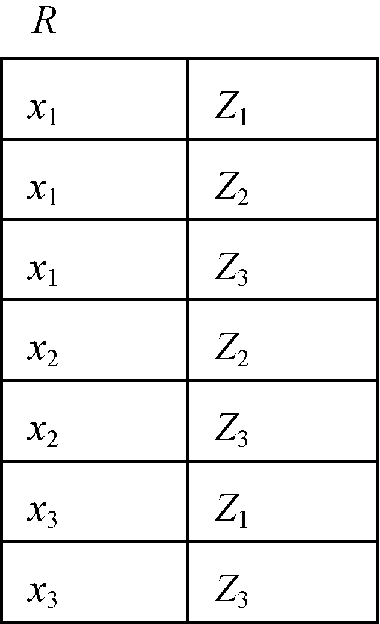 R
x₁ Z₁
x₁ Z₂
x₁ Z₃
x₂ Z₂
x₂ Z₃
x₃ Z₁
x₃ Z₃